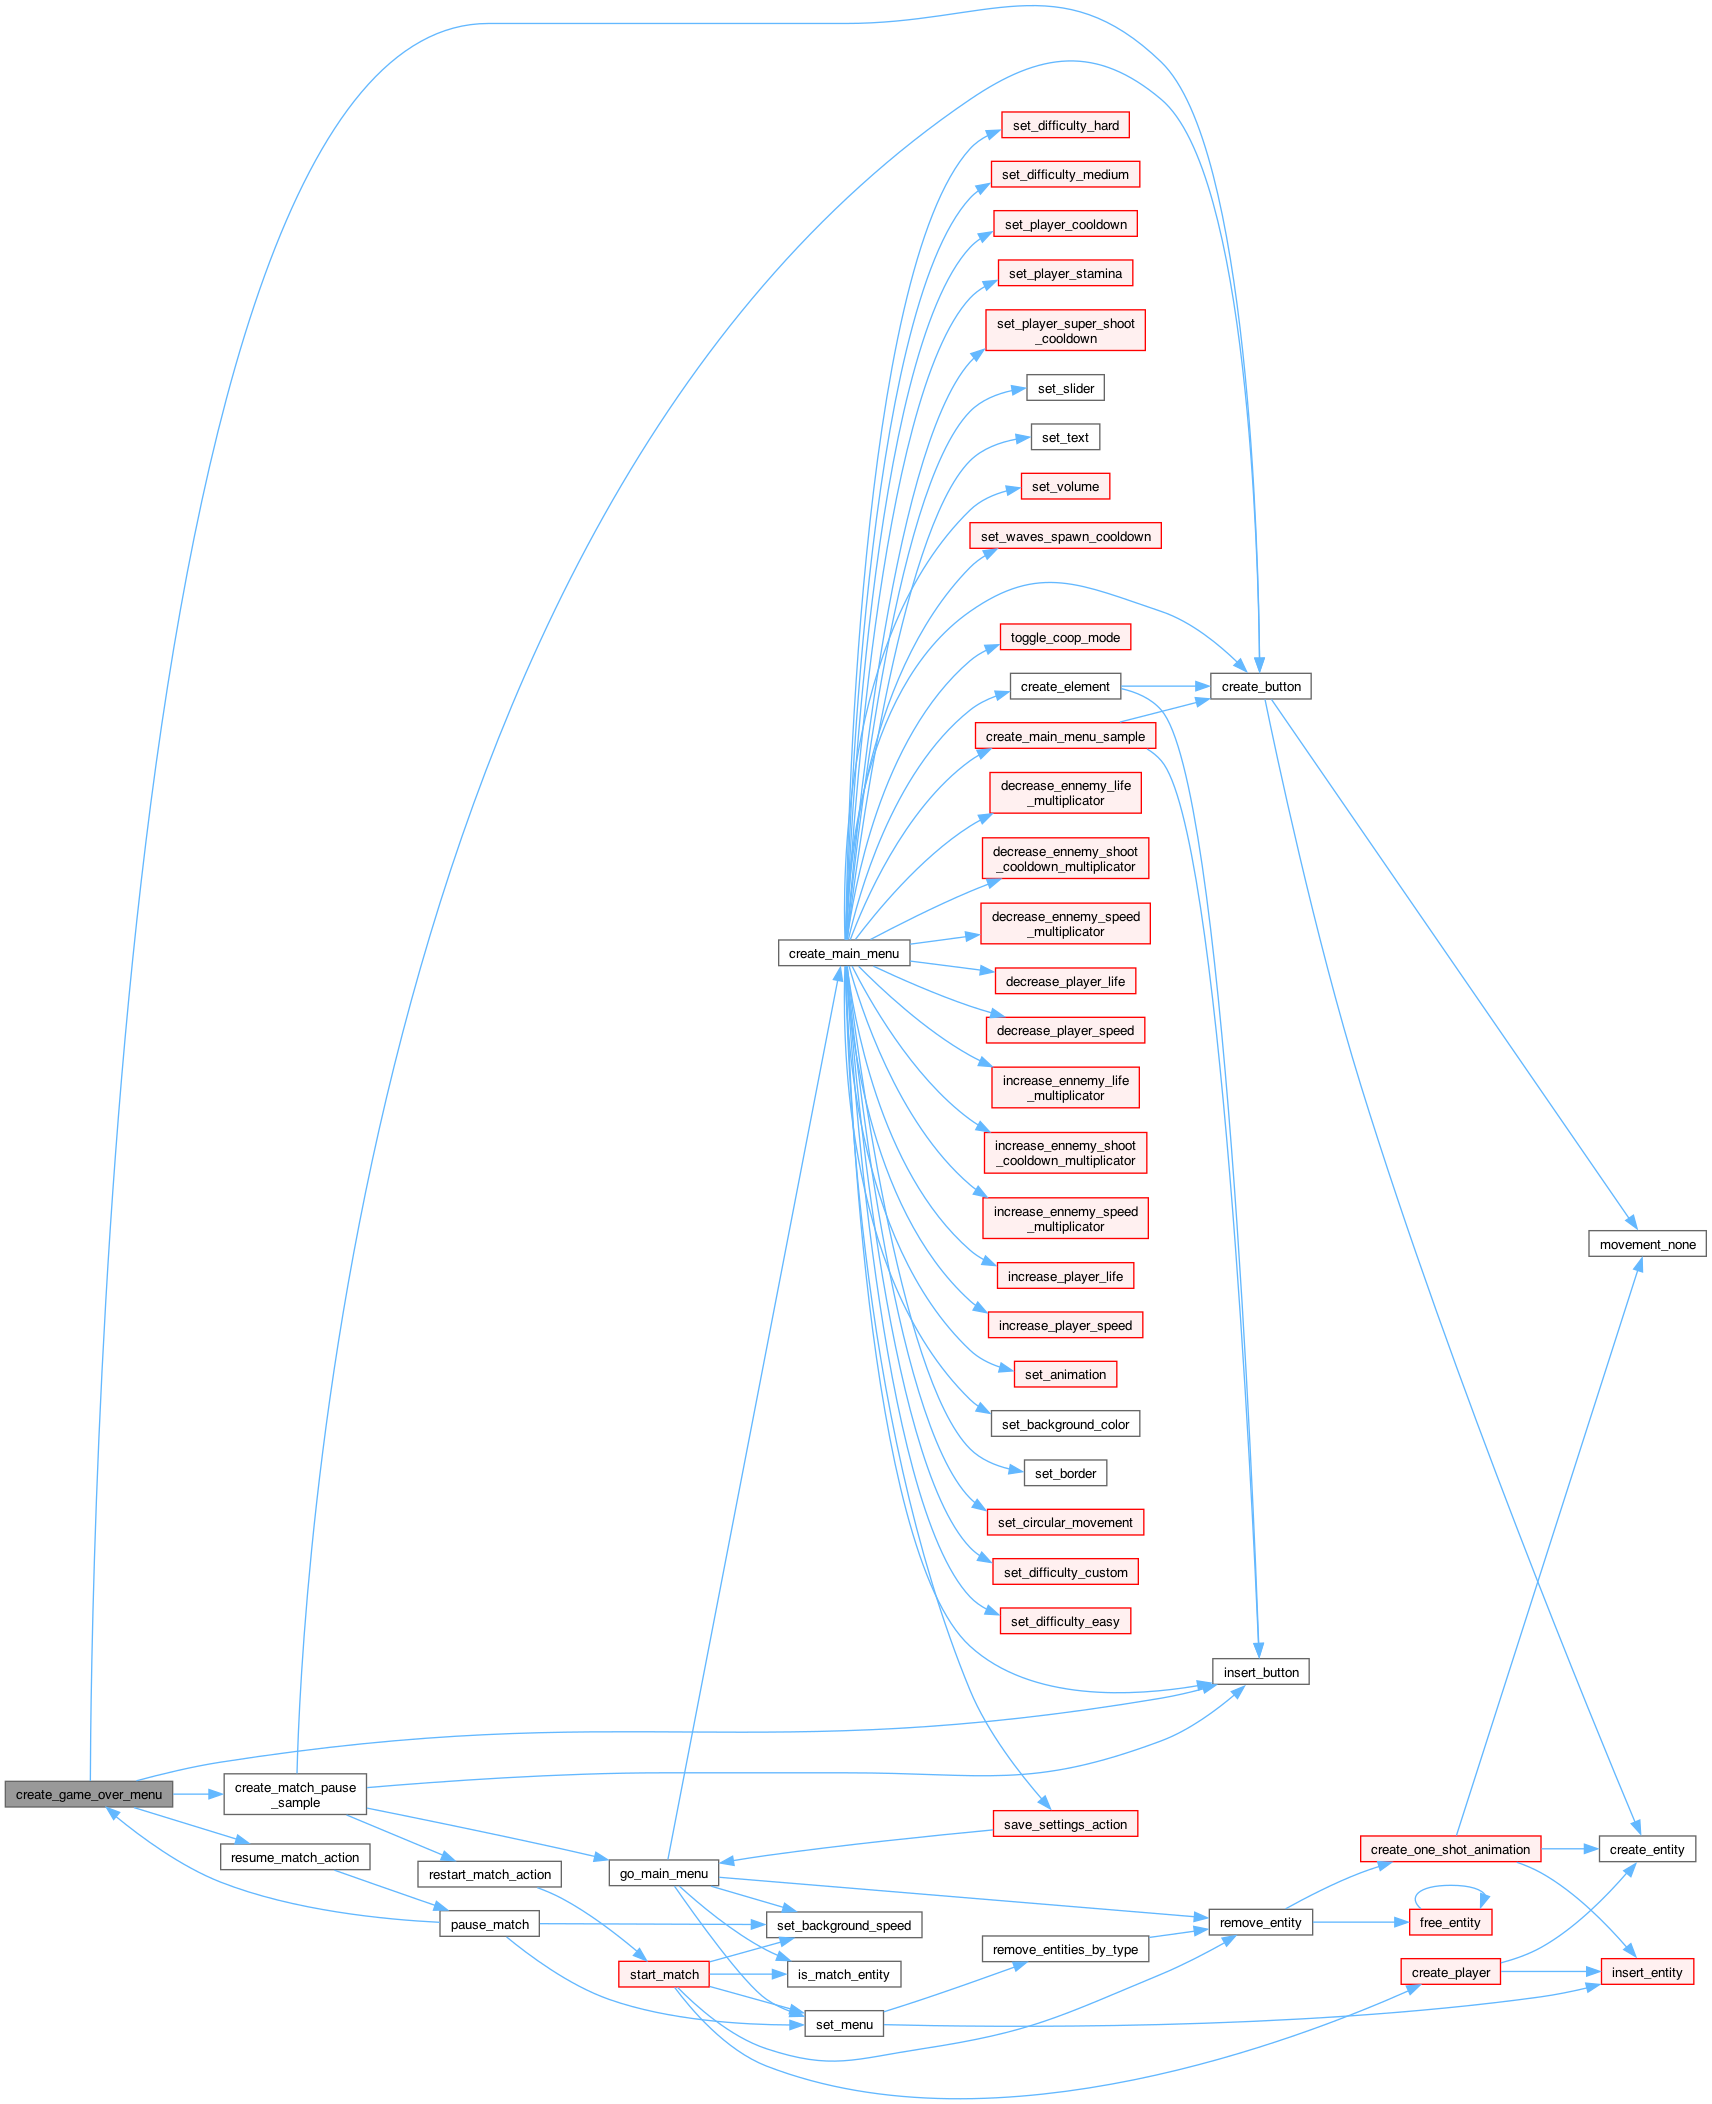 set_difficulty_hard
set_difficulty_medium
set_player_cooldown
set_player_stamina
set_player_super_shoot
_cooldown
set_slider
set_text
set_volume
set_waves_spawn_cooldown
toggle_coop_mode
create_element
create_button
create_main_menu_sample
decrease_ennemy_life
_multiplicator
decrease_ennemy_shoot
_cooldown_multiplicator
decrease_ennemy_speed
_multiplicator
create_main_menu
decrease_player_life
decrease_player_speed
increase_ennemy_life
_multiplicator
increase_ennemy_shoot
_cooldown_multiplicator
increase_ennemy_speed
_multiplicator
movement_none
increase_player_life
increase_player_speed
set_animation
set_background_color
set_border
set_circular_movement
set_difficulty_custom
set_difficulty_easy
insert_button
create_game_over_menu
create_match_pause
_sample
save_settings_action
resume_match_action
restart_match_action
go_main_menu
create_one_shot_animation
create_entity
pause_match
set_background_speed
remove_entity
free_entity
remove_entities_by_type
start_match
is_match_entity
create_player
insert_entity
set_menu